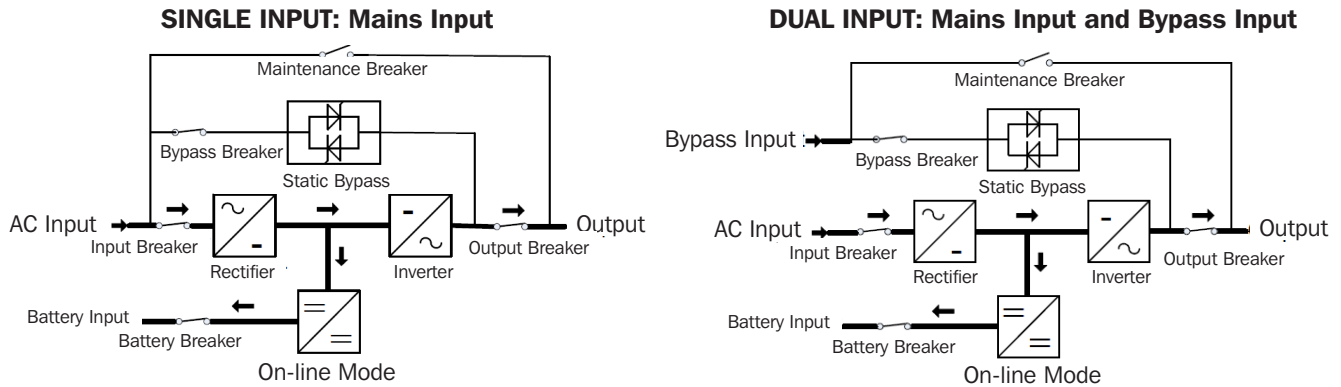 SINGLE INPUT: Mains Input
Maintenance Breaker
Bypass Breaker
Static Bypass
AC Input
Input Breaker
Rectifier
Inverter
Output Breaker
Output
Battery Input
Battery Breaker
On-line Mode
DUAL INPUT: Mains Input and Bypass Input
Maintenance Breaker
Bypass Input
Bypass Breaker
Static Bypass
AC Input
Input Breaker
Rectifier
Inverter
Output Breaker
Output
Battery Input
Battery Breaker
On-line Mode